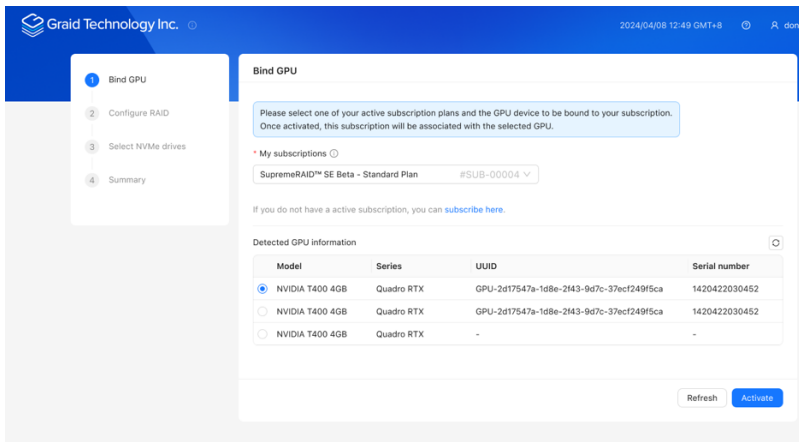 Graid Technology Inc.
2024/04/08 12:49 GMT+8
don
1 Bind GPU
2 Configure RAID
3 Select NVMe drives
4 Summary
Bind GPU
Please select one of your active subscription plans and the GPU device to be bound to your subscription.
Once activated, this subscription will be associated with the selected GPU.
* My subscriptions
SupremeRAID™ SE Beta - Standard Plan #SUB-00004
If you do not have a active subscription, you can subscribe here.
Detected GPU information
Model Series UUID Serial number
NVIDIA T400 4GB Quadro RTX GPU-2d17547a-1d8e-2f43-9d7c-37ecf249f5ca 1420422030452
NVIDIA T400 4GB Quadro RTX GPU-2d17547a-1d8e-2f43-9d7c-37ecf249f5ca 1420422030452
NVIDIA T400 4GB Quadro RTX - -
Refresh Activate